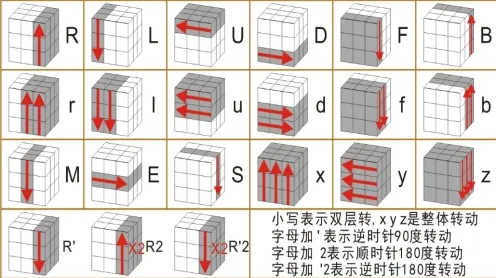 R L U D F B
r l u d f b
M E S x y z
R' X2 R2 X2 R'2
小写表示双层转, x y z是整体转动
字母加 ' 表示逆时针90度转动
字母加 2表示顺时针180度转动
字母加 '2表示逆时针180度转动